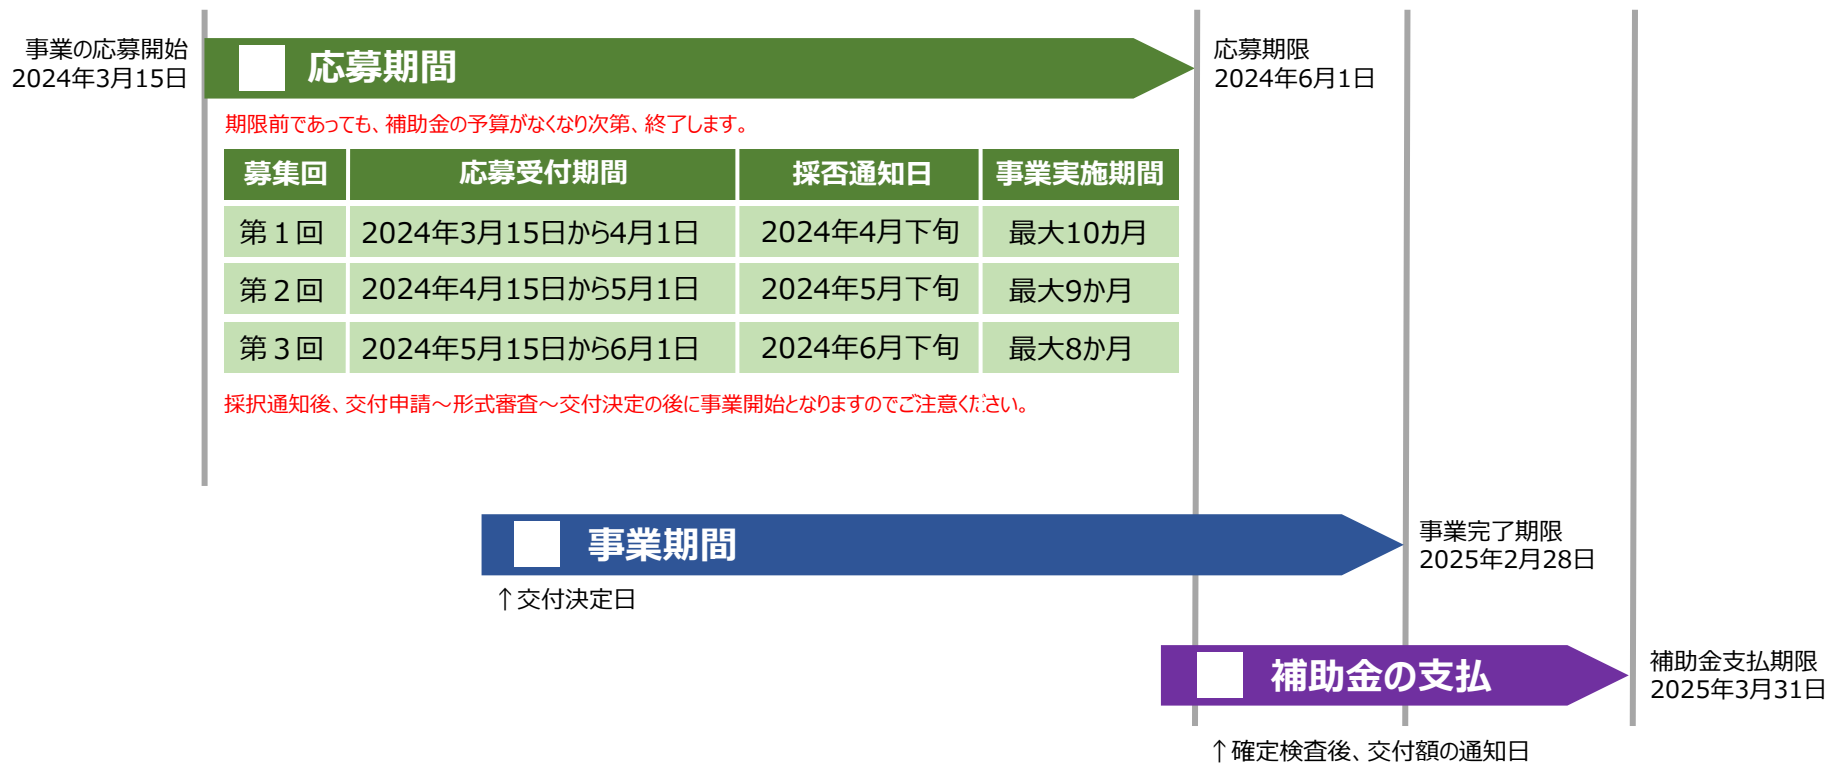 事業の応募開始
2024年3月15日
応募期間
応募期限
2024年6月1日
期限前であっても、補助金の予算がなくなり次第、終了します。
募集回 応募受付期間 採否通知日 事業実施期間
第1回 2024年3月15日から4月1日 2024年4月下旬 最大10カ月
第2回 2024年4月15日から5月1日 2024年5月下旬 最大9か月
第3回 2024年5月15日から6月1日 2024年6月下旬 最大8か月
採択通知後、交付申請～形式審査～交付決定の後に事業開始となりますのでご注意ください。
事業期間
事業完了期限
2025年2月28日
↑交付決定日
補助金の支払
補助金支払期限
2025年3月31日
↑確定検査後、交付額の通知日